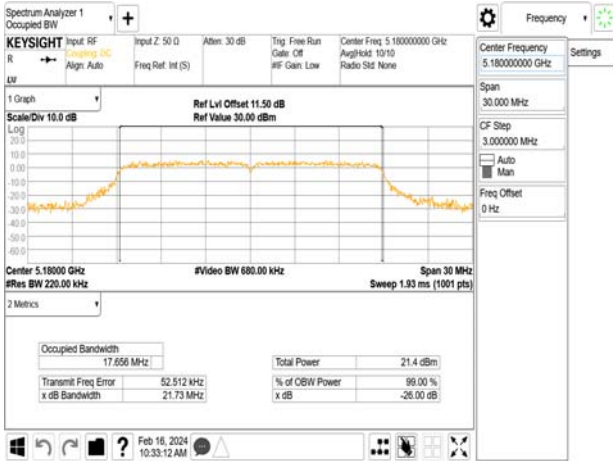 Spectrum Analyzer 1
Occupied BW
+
Frequency
KEYSIGHT
R
LU
Input: RF
Coupling: DC
Align: Auto
Input Z: 50 Ω
Freq Ref: Int (S)
Atten: 30 dB
Trig: Free Run
Gate: Off
#IF Gain: Low
Center Freq: 5.180000000 GHz
Avg|Hold: 10/10
Radio Std: None
Center Frequency
5.180000000 GHz
Settings
Span
30.000 MHz
CF Step
3.000000 MHz
Auto
Man
Freq Offset
0 Hz
1 Graph
Scale/Div 10.0 dB
Ref Lvl Offset 11.50 dB
Ref Value 30.00 dBm
Log
20.0
10.0
0.00
-10.0
-20.0
-30.0
-40.0
-50.0
-60.0
Center 5.18000 GHz
#Res BW 220.00 kHz
#Video BW 680.00 kHz
Span 30 MHz
Sweep 1.93 ms (1001 pts)
2 Metrics
Occupied Bandwidth
17.656 MHz
Total Power 21.4 dBm
Transmit Freq Error 52.512 kHz
% of OBW Power 99.00 %
x dB Bandwidth 21.73 MHz
x dB -26.00 dB
?
Feb 16, 2024
10:33:12 AM